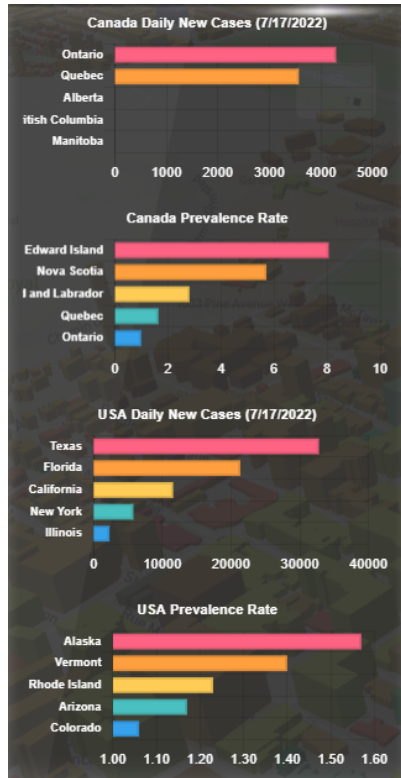 Canada Daily New Cases (7/17/2022)
Ontario
Quebec
Alberta
itish Columbia
Manitoba
0 1000 2000 3000 4000 5000
Canada Prevalence Rate
Edward Island
Nova Scotia
l and Labrador
Quebec
Ontario
0 2 4 6 8 10
USA Daily New Cases (7/17/2022)
Texas
Florida
California
New York
Illinois
0 10000 20000 30000 40000
USA Prevalence Rate
Alaska
Vermont
Rhode Island
Arizona
Colorado
1.00 1.10 1.20 1.30 1.40 1.50 1.60